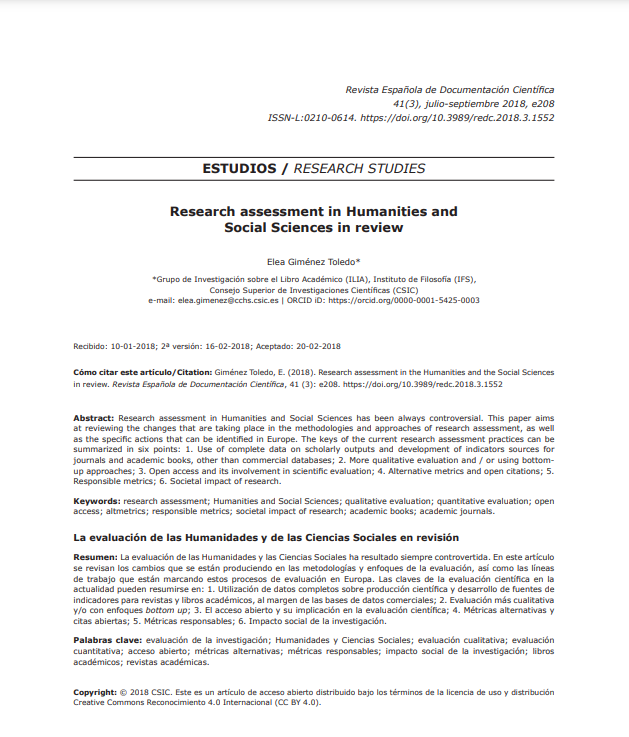 Revista Española de Documentación Científica
41(3), julio-septiembre 2018, e208
ISSN-L:0210-0614. https://doi.org/10.3989/redc.2018.3.1552
ESTUDIOS / RESEARCH STUDIES
Research assessment in Humanities and
Social Sciences in review
Elea Giménez Toledo*
*Grupo de Investigación sobre el Libro Académico (ILIA), Instituto de Filosofía (IFS),
Consejo Superior de Investigaciones Científicas (CSIC)
e-mail: elea.gimenez@cchs.csic.es | ORCID iD: https://orcid.org/0000-0001-5425-0003
Recibido: 10-01-2018; 2ª versión: 16-02-2018; Aceptado: 20-02-2018
Cómo citar este artículo/Citation: Giménez Toledo, E. (2018). Research assessment in the Humanities and the Social Sciences
in review. Revista Española de Documentación Científica, 41 (3): e208. https://doi.org/10.3989/redc.2018.3.1552
Abstract: Research assessment in Humanities and Social Sciences has been always controversial. This paper aims
at reviewing the changes that are taking place in the methodologies and approaches of research assessment, as well
as the specific actions that can be identified in Europe. The keys of the current research assessment practices can be
summarized in six points: 1. Use of complete data on scholarly outputs and development of indicators sources for
journals and academic books, other than commercial databases; 2. More qualitative evaluation and / or using bottom-
up approaches; 3. Open access and its involvement in scientific evaluation; 4. Alternative metrics and open citations; 5.
Responsible metrics; 6. Societal impact of research.
Keywords: research assessment; Humanities and Social Sciences; qualitative evaluation; quantitative evaluation; open
access; altmetrics; responsible metrics; societal impact of research; academic books; academic journals.
La evaluación de las Humanidades y de las Ciencias Sociales en revisión
Resumen: La evaluación de las Humanidades y las Ciencias Sociales ha resultado siempre controvertida. En este artículo
se revisan los cambios que se están produciendo en las metodologías y enfoques de la evaluación, así como las líneas
de trabajo que están marcando estos procesos de evaluación en Europa. Las claves de la evaluación científica en la
actualidad pueden resumirse en: 1. Utilización de datos completos sobre producción científica y desarrollo de fuentes de
indicadores para revistas y libros académicos, al margen de las bases de datos comerciales; 2. Evaluación más cualitativa
y/o con enfoques bottom up; 3. El acceso abierto y su implicación en la evaluación científica; 4. Métricas alternativas y
citas abiertas; 5. Métricas responsables; 6. Impacto social de la investigación.
Palabras clave: evaluación de la investigación; Humanidades y Ciencias Sociales; evaluación cualitativa; evaluación
cuantitativa; acceso abierto; métricas alternativas; métricas responsables; impacto social de la investigación; libros
académicos; revistas académicas.
Copyright: © 2018 CSIC. Este es un artículo de acceso abierto distribuido bajo los términos de la licencia de uso y distribución
Creative Commons Reconocimiento 4.0 Internacional (CC BY 4.0).